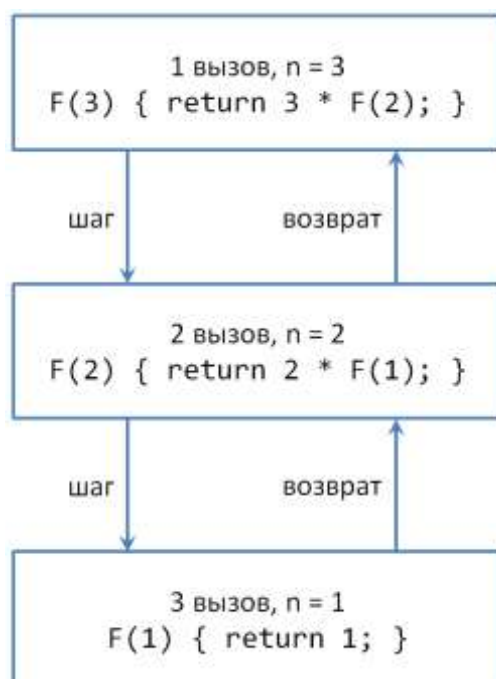 1 вызов, n = 3
F(3) { return 3 * F(2); }
шаг
возврат
2 вызов, n = 2
F(2) { return 2 * F(1); }
шаг
возврат
3 вызов, n = 1
F(1) { return 1; }